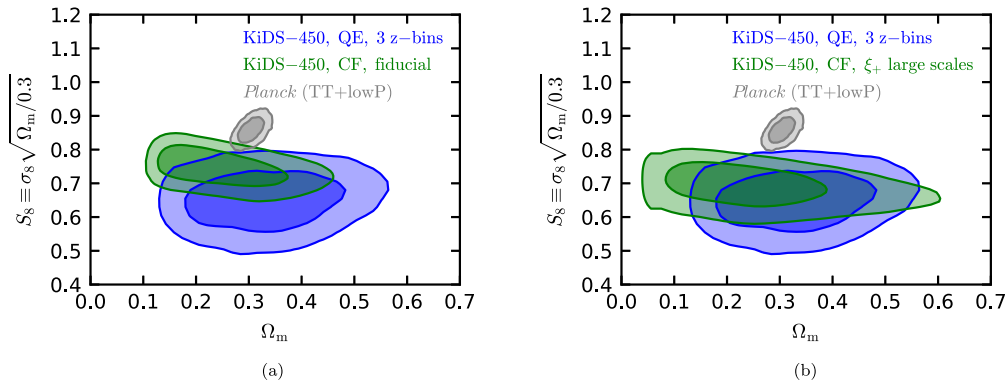 KiDS−450, QE, 3 z-bins
KiDS−450, CF, fiducial
Planck (TT+lowP)
S₈ ≡ σ₈√Ωₘ/0.3
1.2
1.1
1.0
0.9
0.8
0.7
0.6
0.5
0.4
0.0 0.1 0.2 0.3 0.4 0.5 0.6 0.7
Ωₘ
(a)
KiDS−450, QE, 3 z-bins
KiDS−450, CF, ξ₊ large scales
Planck (TT+lowP)
S₈ ≡ σ₈√Ωₘ/0.3
1.2
1.1
1.0
0.9
0.8
0.7
0.6
0.5
0.4
0.0 0.1 0.2 0.3 0.4 0.5 0.6 0.7
Ωₘ
(b)